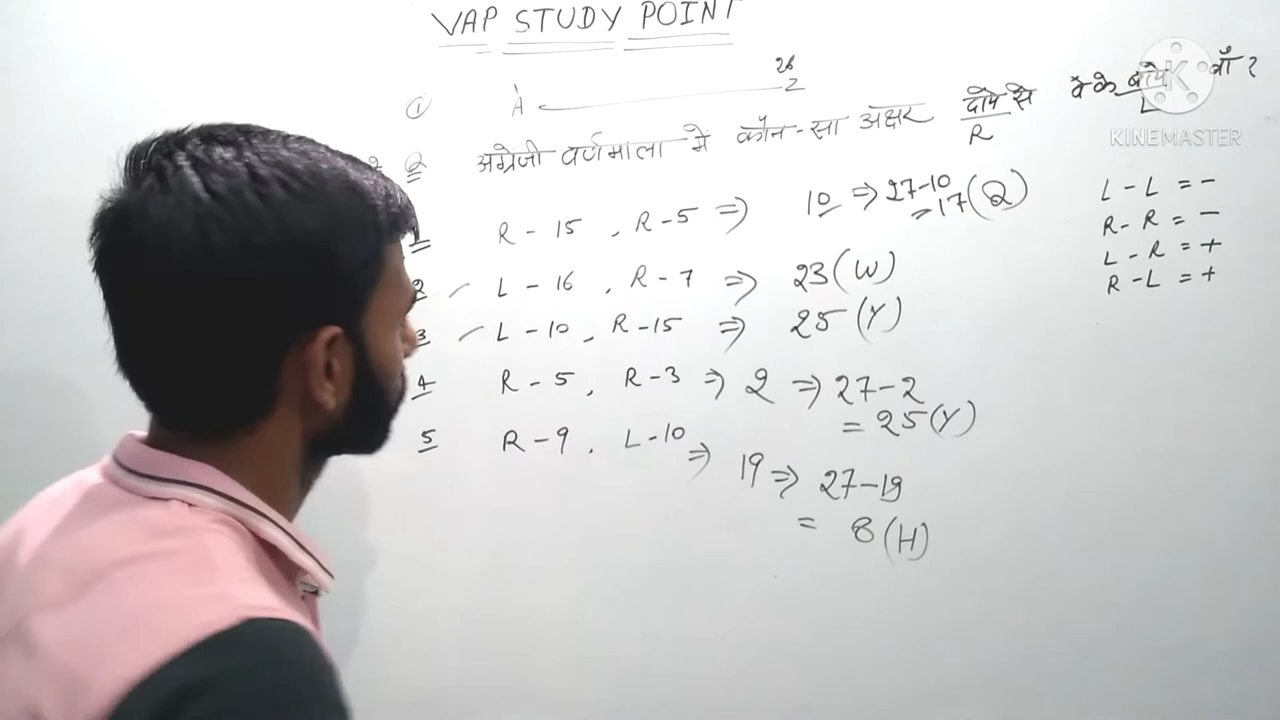 VAP STUDY POINT
① A 26 Z
2 अंग्रेजी वर्णमाला में कौन-सा अक्षर दांये से के बांये वाँ ?
R L
KINEMASTER
1 R - 15 , R - 5 ⇒ 10 ⇒ 27-10
= 17 (Q)
2 L - 16 , R - 7 ⇒ 23 (W)
3 L - 10 , R - 15 ⇒ 25 (Y)
4 R - 5 , R - 3 ⇒ 2 ⇒ 27-2
= 25 (Y)
5 R - 9 . L - 10 ⇒ 19 ⇒ 27-19
= 8 (H)
L - L = -
R - R = -
L - R = +
R - L = +